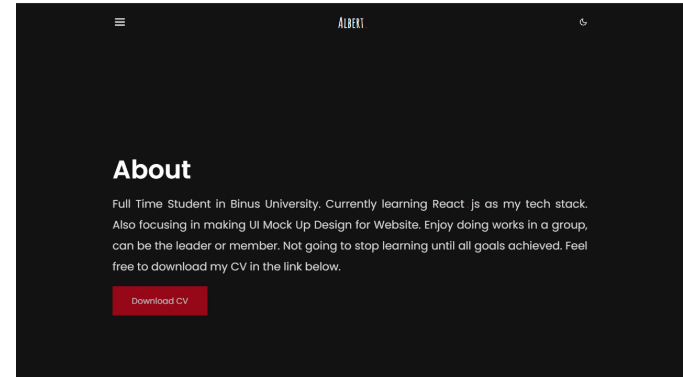 ALBERT
About
Full Time Student in Binus University. Currently learning React js as my tech stack.
Also focusing in making UI Mock Up Design for Website. Enjoy doing works in a group,
can be the leader or member. Not going to stop learning until all goals achieved. Feel
free to download my CV in the link below.
Download CV